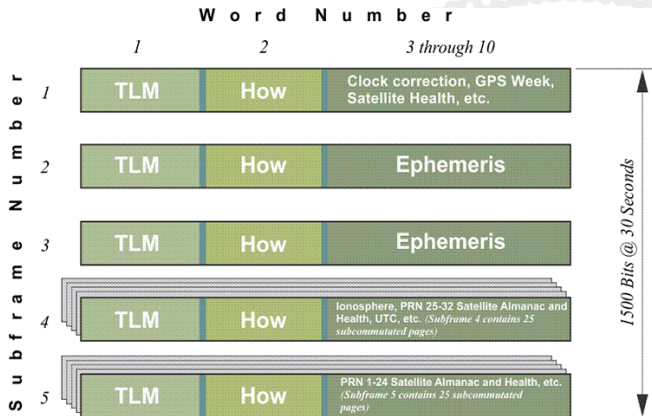 Word Number
1 2 3 through 10
Subframe Number
1 TLM How Clock correction, GPS Week,
Satellite Health, etc.
2 TLM How Ephemeris
3 TLM How Ephemeris
4 TLM How Ionosphere, PRN 25-32 Satellite Almanac and
Health, UTC, etc. (Subframe 4 contains 25
subcommutated pages)
5 TLM How PRN 1-24 Satellite Almanac and Health, etc.
(Subframe 5 contains 25 subcommutated
pages)
1500 Bits @ 30 Seconds